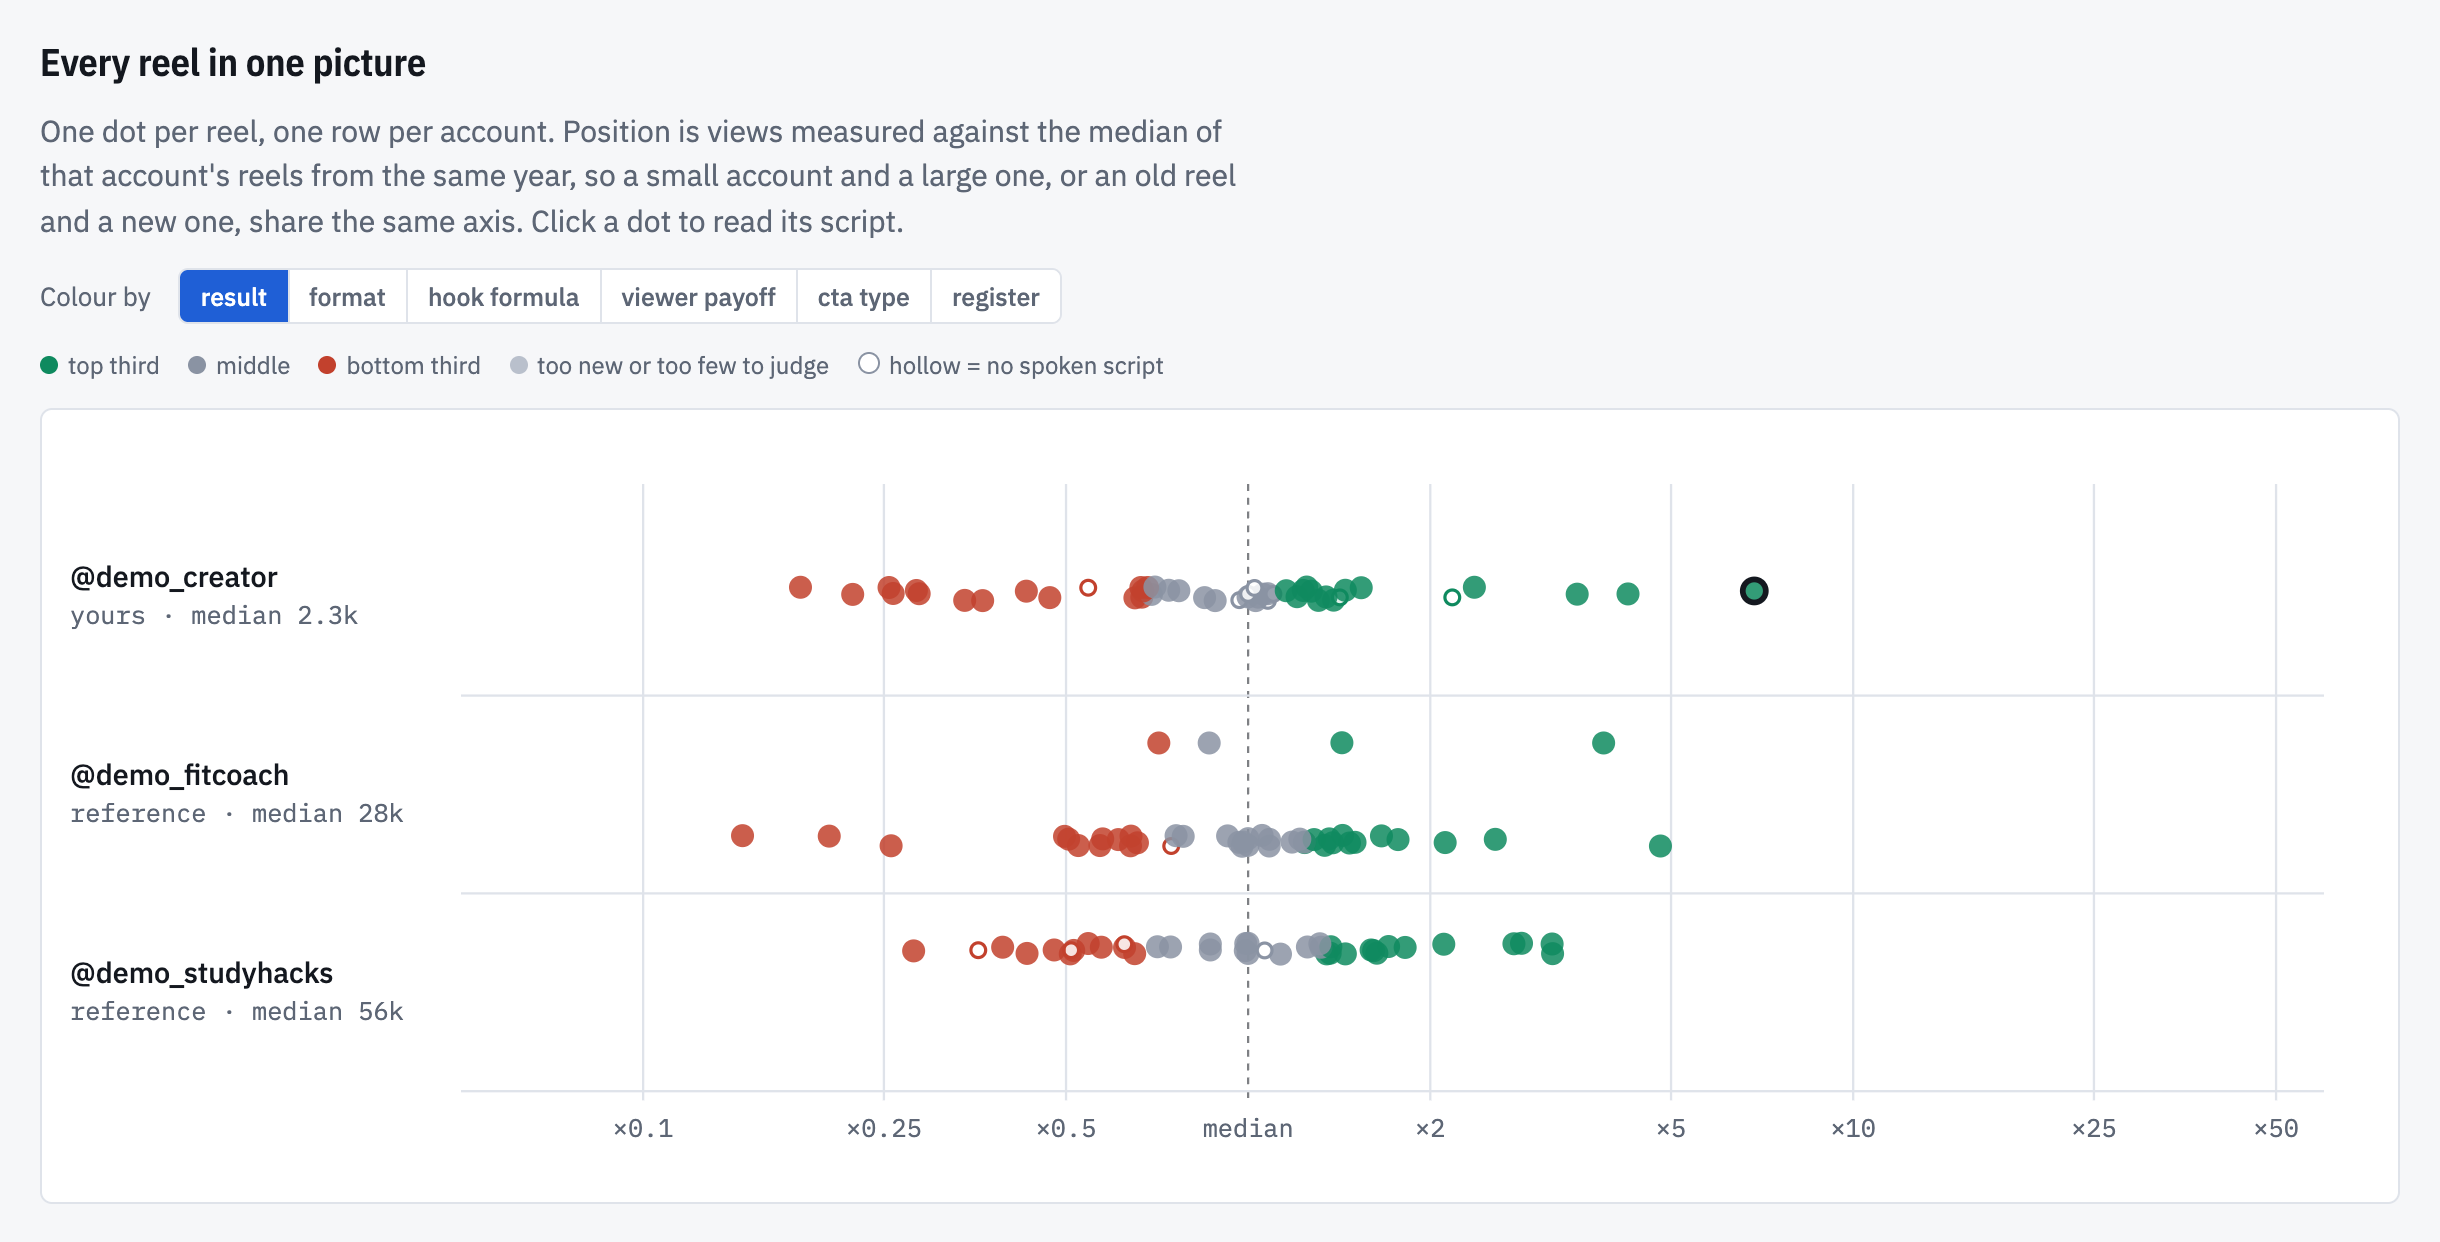 Every reel in one picture
One dot per reel, one row per account. Position is views measured against the median of
that account's reels from the same year, so a small account and a large one, or an old reel
and a new one, share the same axis. Click a dot to read its script.
Colour by result format hook formula viewer payoff cta type register
top third middle bottom third too new or too few to judge hollow = no spoken script
@demo_creator
yours · median 2.3k
@demo_fitcoach
reference · median 28k
@demo_studyhacks
reference · median 56k
×0.1 ×0.25 ×0.5 median ×2 ×5 ×10 ×25 ×50